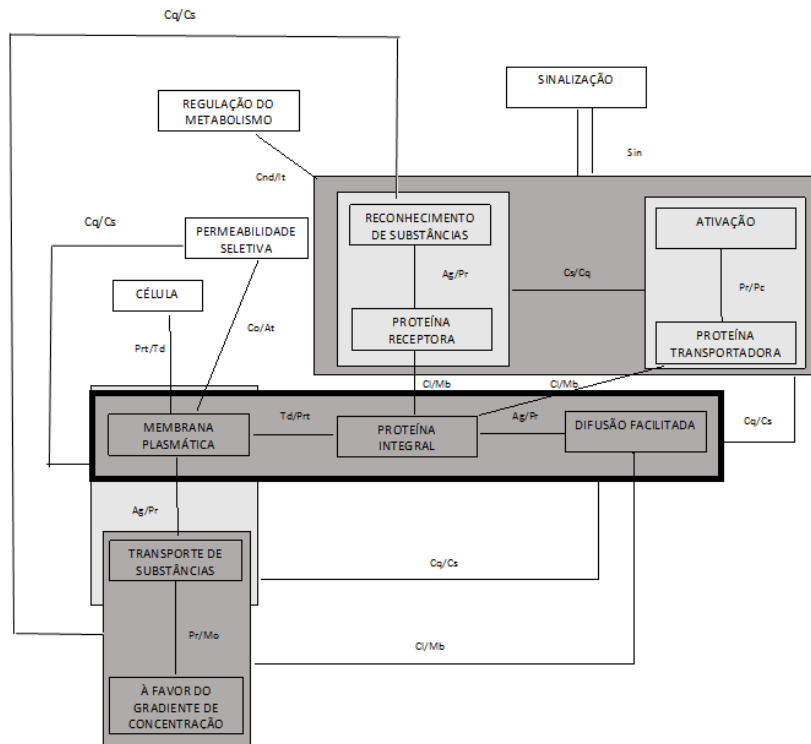 Cq/Cs
SINALIZAÇÃO
REGULAÇÃO DO
METABOLISMO
Sin
Cnd/It
Cq/Cs
PERMEABILIDADE
SELETIVA
RECONHECIMENTO
DE SUBSTÂNCIAS
ATIVAÇÃO
Ag/Pr
Cs/Cq
Pr/Pc
CÉLULA
Co/At
PROTEÍNA
RECEPTORA
PROTEÍNA
TRANSPORTADORA
Prt/Td
Cl/Mb
Cl/Mb
MEMBRANA
PLASMÁTICA
Td/Prt
PROTEÍNA
INTEGRAL
Ag/Pr
DIFUSÃO FACILITADA
Cq/Cs
Ag/Pr
TRANSPORTE DE
SUBSTÂNCIAS
Cq/Cs
Pr/Mo
Cl/Mb
À FAVOR DO
GRADIENTE DE
CONCENTRAÇÃO